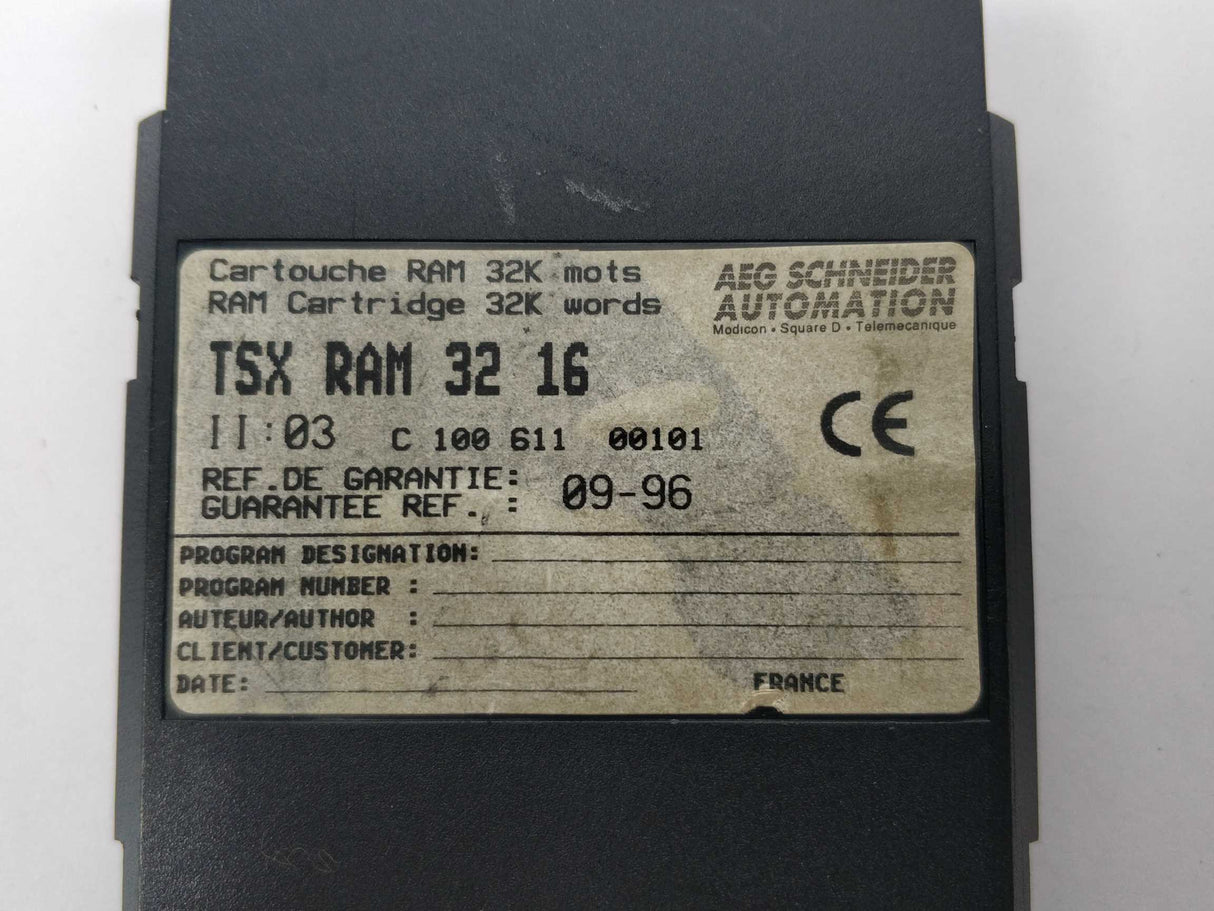 Cartouche RAM 32K mots
RAM Cartridge 32K words
AEG SCHNEIDER
AUTOMATION
Modicon • Square D • Telemecanique
TSX RAM 32 16
II:03 C 100 611 00101
CE
REF.DE GARANTIE:
GUARANTEE REF. : 09-96
PROGRAM DESIGNATION:
PROGRAM NUMBER :
AUTEUR/AUTHOR :
CLIENT/CUSTOMER:
DATE: FRANCE